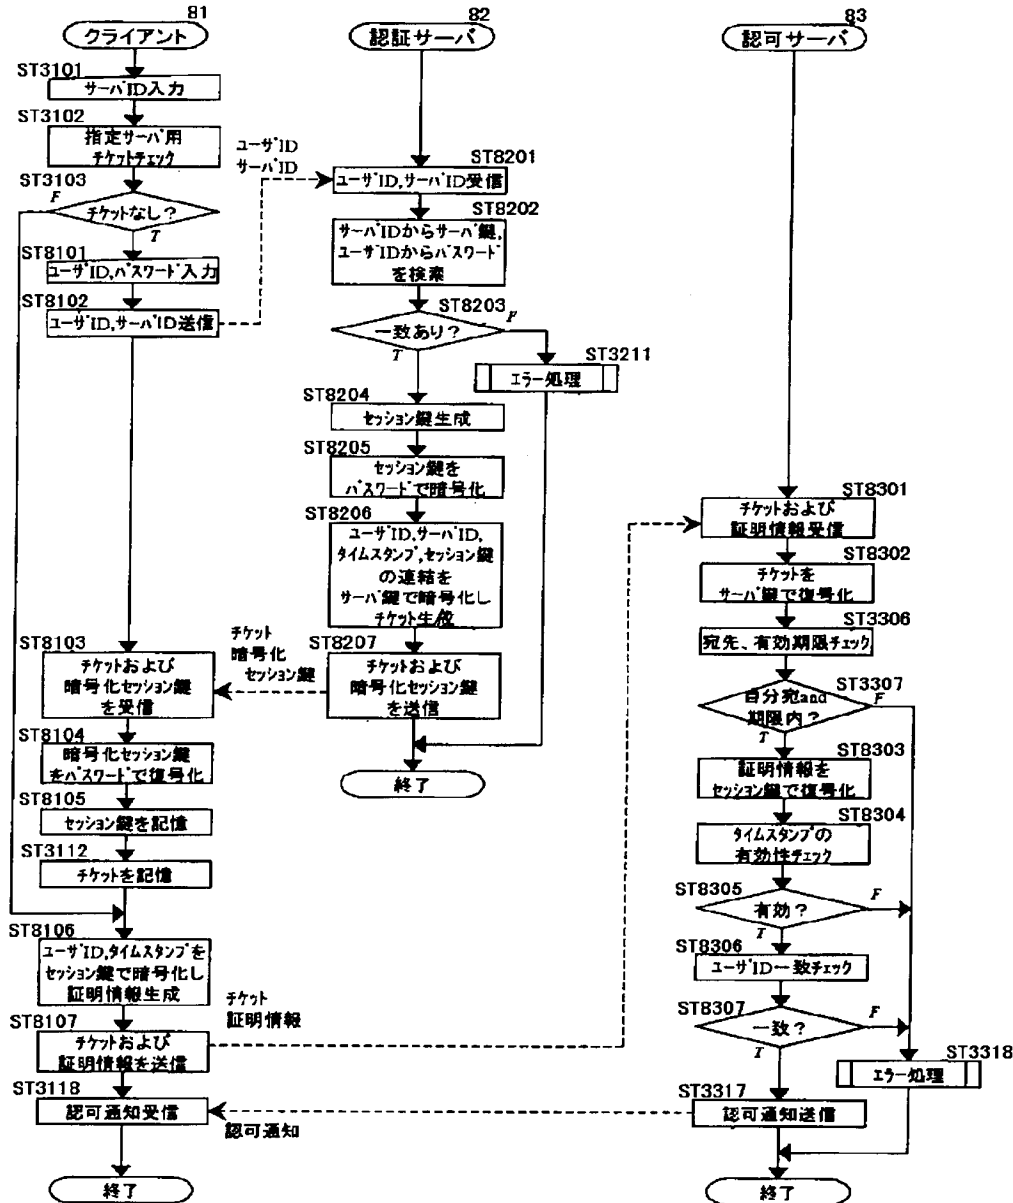 81
クライアント
ST3101
サーバID入力
ST3102
指定サーバ用
チケットチェック
ST3103
F
チケットなし?
T
ST8101
ユーザID,パスワード入力
ST8102
ユーザID,サーバID送信
ユーザID
サーバID
ST8103
チケットおよび
暗号化セッション鍵
を受信
ST8104
暗号化セッション鍵
をパスワードで復号化
ST8105
セッション鍵を記憶
ST3112
チケットを記憶
ST8106
ユーザID,タイムスタンプを
セッション鍵で暗号化し
証明情報生成
ST8107
チケットおよび
証明情報を送信
チケット
証明情報
ST3118
認可通知受信
認可通知
終了
82
認証サーバ
ST8201
ユーザID,サーバID受信
ST8202
サーバIDからサーバ鍵,
ユーザIDからパスワード
を検索
ST8203
一致あり?
F
T
ST3211
エラー処理
ST8204
セッション鍵生成
ST8205
セッション鍵を
パスワードで暗号化
ST8206
ユーザID,サーバID,
タイムスタンプ,セッション鍵
の連結を
サーバ鍵で暗号化し
チケット生成
ST8207
チケットおよび
暗号化セッション鍵
を送信
チケット
暗号化
セッション鍵
終了
83
認可サーバ
ST8301
チケットおよび
証明情報受信
ST8302
チケットを
サーバ鍵で復号化
ST3306
宛先、有効期限チェック
ST3307
自分宛and
期限内?
F
T
ST8303
証明情報を
セッション鍵で復号化
ST8304
タイムスタンプの
有効性チェック
ST8305
有効?
F
T
ST8306
ユーザID一致チェック
ST8307
一致?
F
T
ST3318
エラー処理
ST3317
認可通知送信
終了